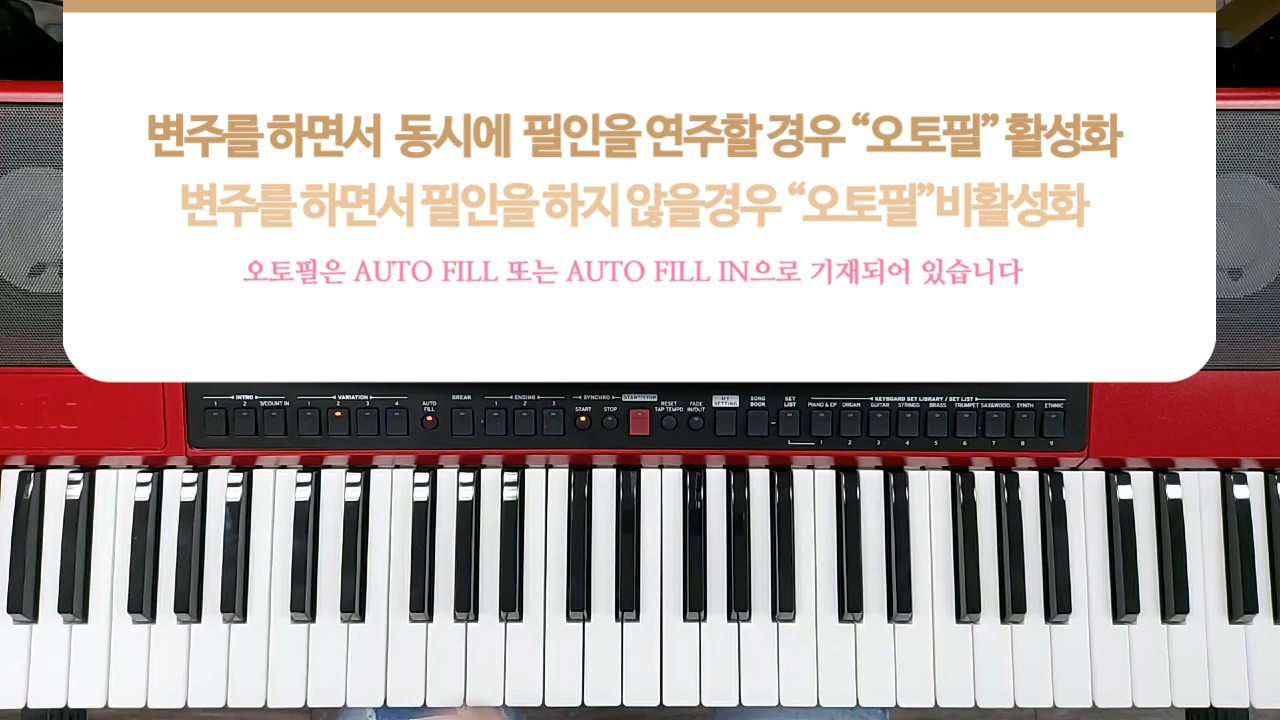 변주를 하면서 동시에 필인을 연주할 경우 “오토필” 활성화
변주를 하면서 필인을 하지 않을경우 “오토필”비활성화
오토필은 AUTO FILL 또는 AUTO FILL IN으로 기재되어 있습니다
INTRO VARIATION BREAK ENDING SYNCHRO START/STOP MY SETTING SONG BOOK SET LIST KEYBOARD SET LIBRARY / SET LIST
1 2 3/COUNT IN 1 2 3 4 AUTO FILL 1 2 3 START STOP RESET TAP TEMPO FADE IN/OUT PIANO & EP ORGAN GUITAR STRINGS BRASS TRUMPET SAX&WOOD. SYNTH ETHNIC
1 2 3 4 5 6 7 8 9